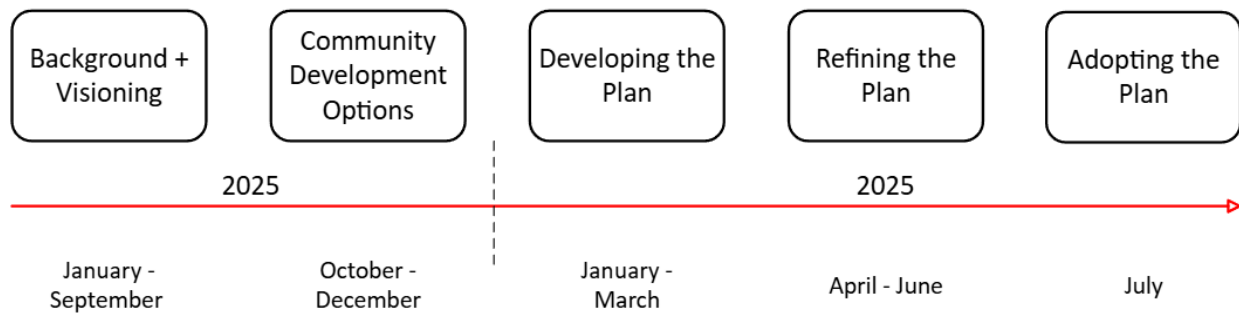 Background +
Visioning
Community
Development
Options
Developing the
Plan
Refining the
Plan
Adopting the
Plan
2025
2025
January -
September
October -
December
January -
March
April - June
July